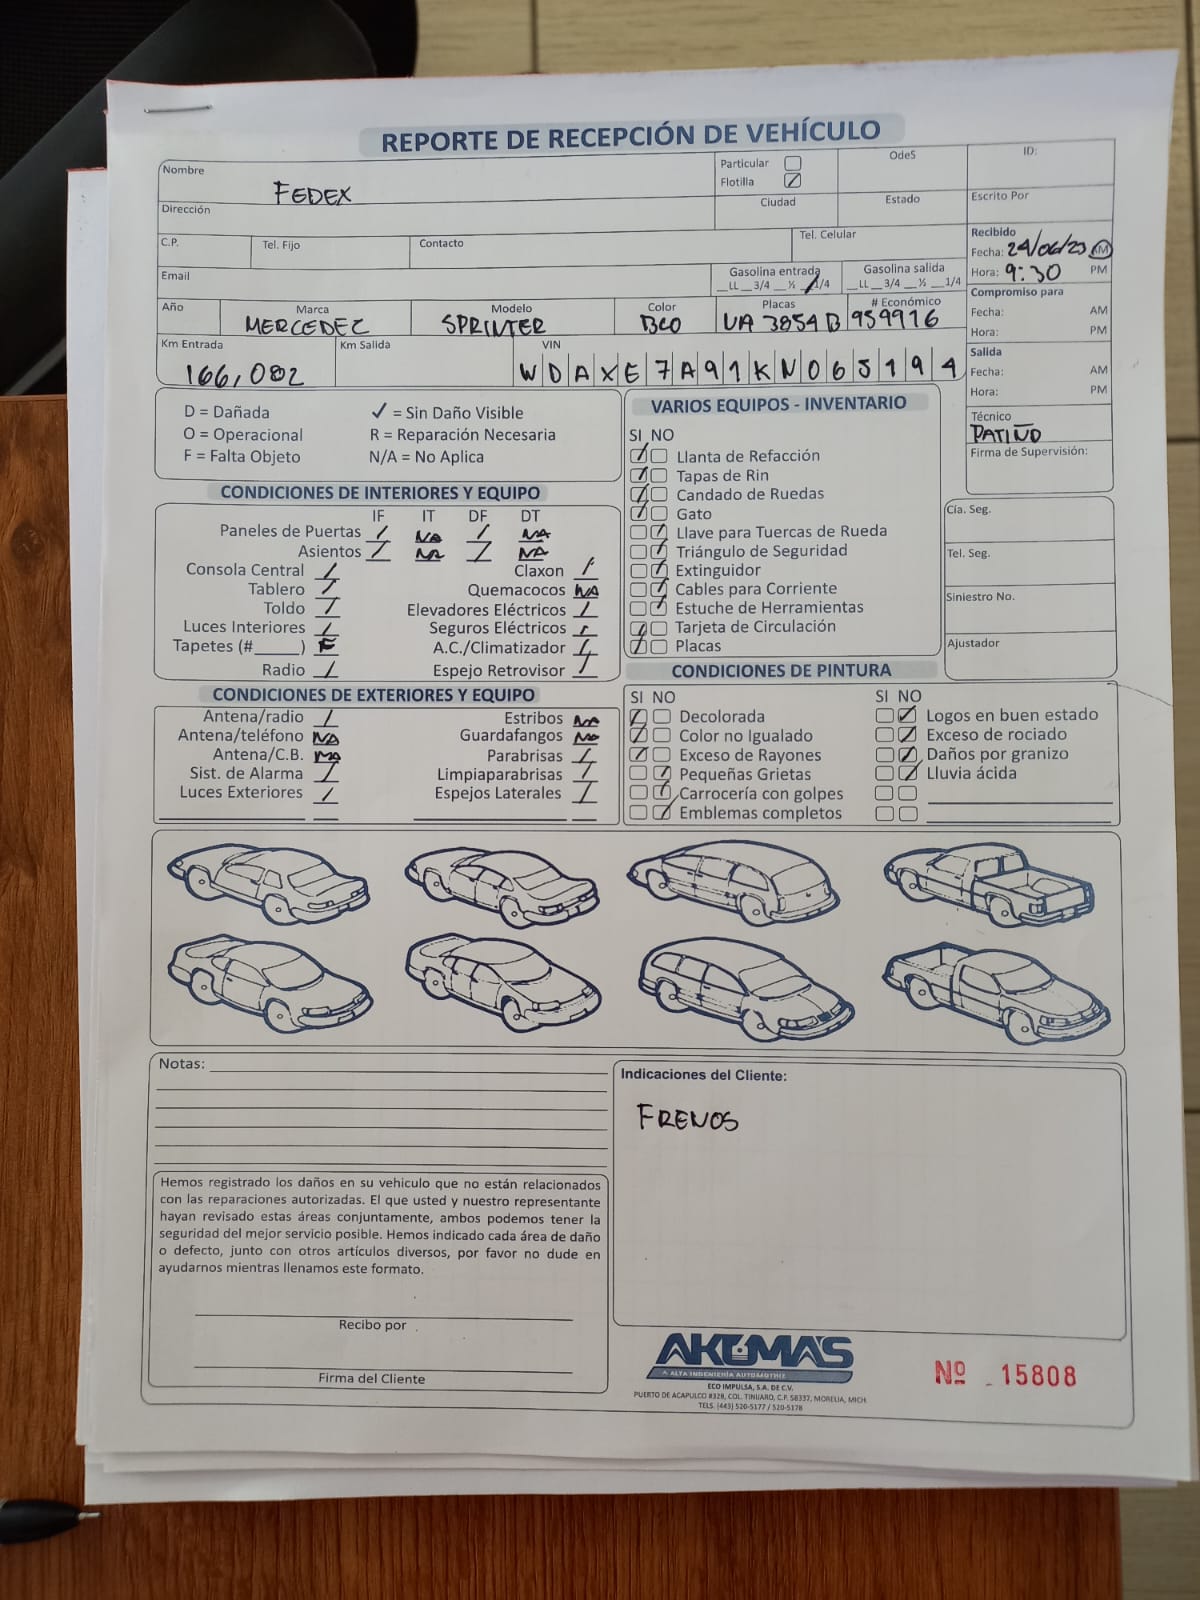 REPORTE DE RECEPCIÓN DE VEHÍCULO
Nombre FEDEX
Particular
Flotilla ✓
OdeS
ID:
Dirección
Ciudad
Estado
Escrito Por
C.P.
Tel. Fijo
Contacto
Tel. Celular
Recibido
Fecha: 24/06/23 AM
Hora: 9:30 PM
Email
Gasolina entrada
__LL __3/4 __½ __1/4
Gasolina salida
__LL __3/4 __½ __1/4
Compromiso para
Fecha: AM
Hora: PM
Año
Marca MERCEDEZ
Modelo SPRINTER
Color BCO
Placas UA 3854 B
# Económico 959976
Km Entrada 166,082
Km Salida
VIN WDAXE7A91KN065194
Salida
Fecha: AM
Hora: PM
D = Dañada
O = Operacional
F = Falta Objeto
✓ = Sin Daño Visible
R = Reparación Necesaria
N/A = No Aplica
Técnico
PATIÑO
Firma de Supervisión:
CONDICIONES DE INTERIORES Y EQUIPO
IF IT DF DT
Paneles de Puertas / NA / NA
Asientos / NA / NA
Consola Central /
Tablero /
Toldo /
Luces Interiores /
Tapetes (#_____) F
Radio /
Claxon /
Quemacocos NA
Elevadores Eléctricos /
Seguros Eléctricos /
A.C./Climatizador /
Espejo Retrovisor /
CONDICIONES DE EXTERIORES Y EQUIPO
Antena/radio /
Antena/teléfono NA
Antena/C.B. NA
Sist. de Alarma /
Luces Exteriores /
Estribos NA
Guardafangos NA
Parabrisas /
Limpiaparabrisas /
Espejos Laterales /
VARIOS EQUIPOS - INVENTARIO
SI NO
Llanta de Refacción
Tapas de Rin
Candado de Ruedas
Gato
Llave para Tuercas de Rueda
Triángulo de Seguridad
Extinguidor
Cables para Corriente
Estuche de Herramientas
Tarjeta de Circulación
Placas
Cía. Seg.
Tel. Seg.
Siniestro No.
Ajustador
CONDICIONES DE PINTURA
SI NO
Decolorada
Color no Igualado
Exceso de Rayones
Pequeñas Grietas
Carrocería con golpes
Emblemas completos
SI NO
Logos en buen estado
Exceso de rociado
Daños por granizo
Lluvia ácida
Notas:
Indicaciones del Cliente:
FRENOS
Hemos registrado los daños en su vehiculo que no están relacionados
con las reparaciones autorizadas. El que usted y nuestro representante
hayan revisado estas áreas conjuntamente, ambos podemos tener la
seguridad del mejor servicio posible. Hemos indicado cada área de daño
o defecto, junto con otros artículos diversos, por favor no dude en
ayudarnos mientras llenamos este formato.
Recibo por
Firma del Cliente
AKUMA'S
ALTA INGENIERÍA AUTOMOTRIZ
ECO IMPULSA, S.A. DE C.V.
PUERTO DE ACAPULCO #328, COL. TINIJARO, C.P. 58337, MORELIA, MICH.
TELS. (443) 520-5177 / 520-5178
Nº 15808